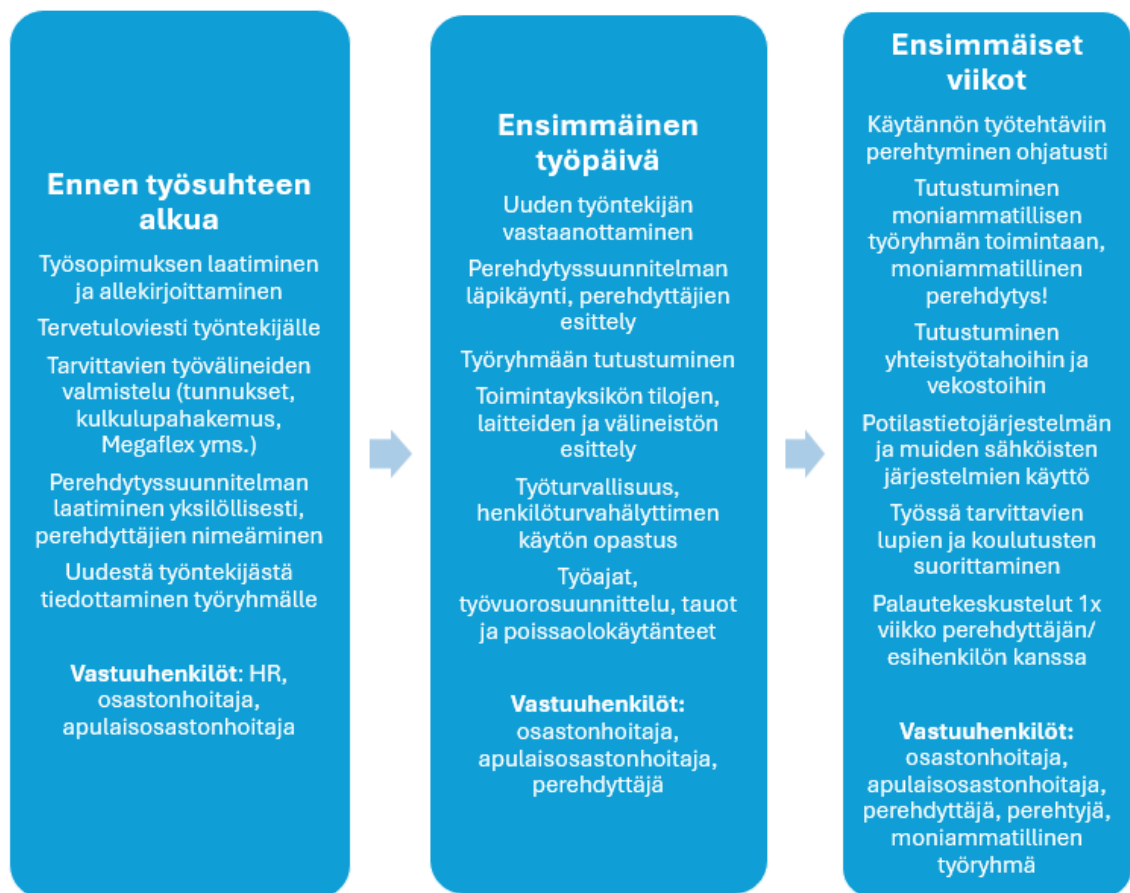 Ennen työsuhteen
alkua
Työsopimuksen laatiminen
ja allekirjoittaminen
Tervetuloviesti työntekijälle
Tarvittavien työvälineiden
valmistelu (tunnukset,
kulkulupahakemus,
Megaflex yms.)
Perehdytyssuunnitelman
laatiminen yksilöllisesti,
perehdyttäjien nimeäminen
Uudestä työntekijästä
tiedottaminen työryhmälle
Vastuuhenkilöt: HR,
osastonhoitaja,
apulaisosastonhoitaja
Ensimmäinen
työpäivä
Uuden työntekijän
vastaanottaminen
Perehdytyssuunnitelman
läpikäynti, perehdyttäjien
esittely
Työryhmään tutustuminen
Toimintayksikön tilojen,
laitteiden ja välineistön
esittely
Työturvallisuus,
henkilöturvahälyttimen
käytön opastus
Työajat,
työvuorosuunnittelu, tauot
ja poissaolokäytänteet
Vastuuhenkilöt:
osastonhoitaja,
apulaisosastonhoitaja,
perehdyttäjä
Ensimmäiset
viikot
Käytännön työtehtäviin
perehtyminen ohjatusti
Tutustuminen
moniammatillisen
työryhmän toimintaan,
moniammatillinen
perehdytys!
Tutustuminen
yhteistyötahoihin ja
vekostoihin
Potilastietojärjestelmän
ja muiden sähköisten
järjestelmien käyttö
Työssä tarvittavien
lupien ja koulutusten
suorittaminen
Palautekeskustelut 1x
viikko perehdyttäjän/
esihenkilön kanssa
Vastuuhenkilöt:
osastonhoitaja,
apulaisosastonhoitaja,
perehdyttäjä, perehtyjä,
moniammatillinen
työryhmä